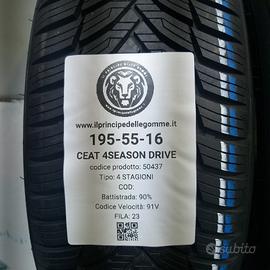 www.ilprincipedellegomme.it
195-55-16
CEAT 4SEASON DRIVE
codice prodotto: 50437
Tipo: 4 STAGIONI
COD:
Battistrada: 90%
Codice Velocità: 91V
FILA: 23
subito